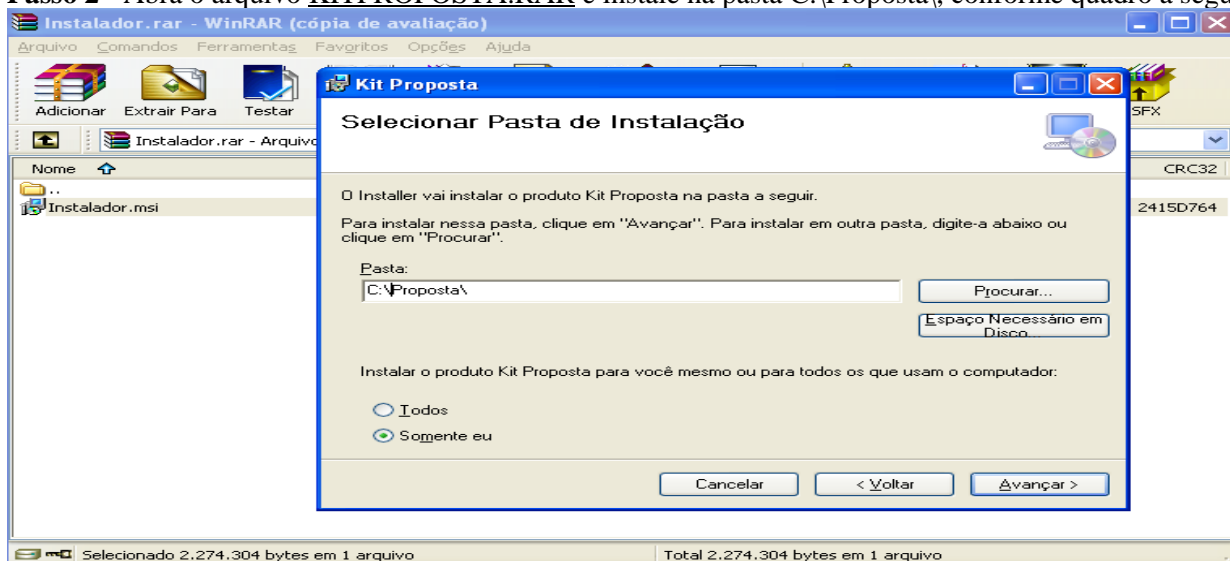 Passo 2 - Abra o arquivo KITPROPOSTA.RAR e instale na pasta C:\Proposta\, conforme quadro a segui
Instalador.rar - WinRAR (cópia de avaliação)
Arquivo Comandos Ferramentas Favoritos Opções Ajuda
Adicionar Extrair Para Testar SFX
Instalador.rar - Arquivo
Nome CRC32
..
Instalador.msi 2415D764
Kit Proposta
Selecionar Pasta de Instalação
O Installer vai instalar o produto Kit Proposta na pasta a seguir.
Para instalar nessa pasta, clique em "Avançar". Para instalar em outra pasta, digite-a abaixo ou
clique em "Procurar".
Pasta:
C:\Proposta\
Procurar...
Espaço Necessário em
Disco...
Instalar o produto Kit Proposta para você mesmo ou para todos os que usam o computador:
Todos
Somente eu
Cancelar < Voltar Avançar >
Selecionado 2.274.304 bytes em 1 arquivo Total 2.274.304 bytes em 1 arquivo